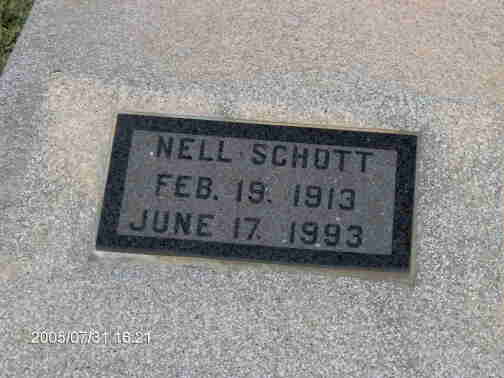 NELL SCHOTT
FEB. 19. 1913
JUNE 17. 1993
2005/07/31 16:21